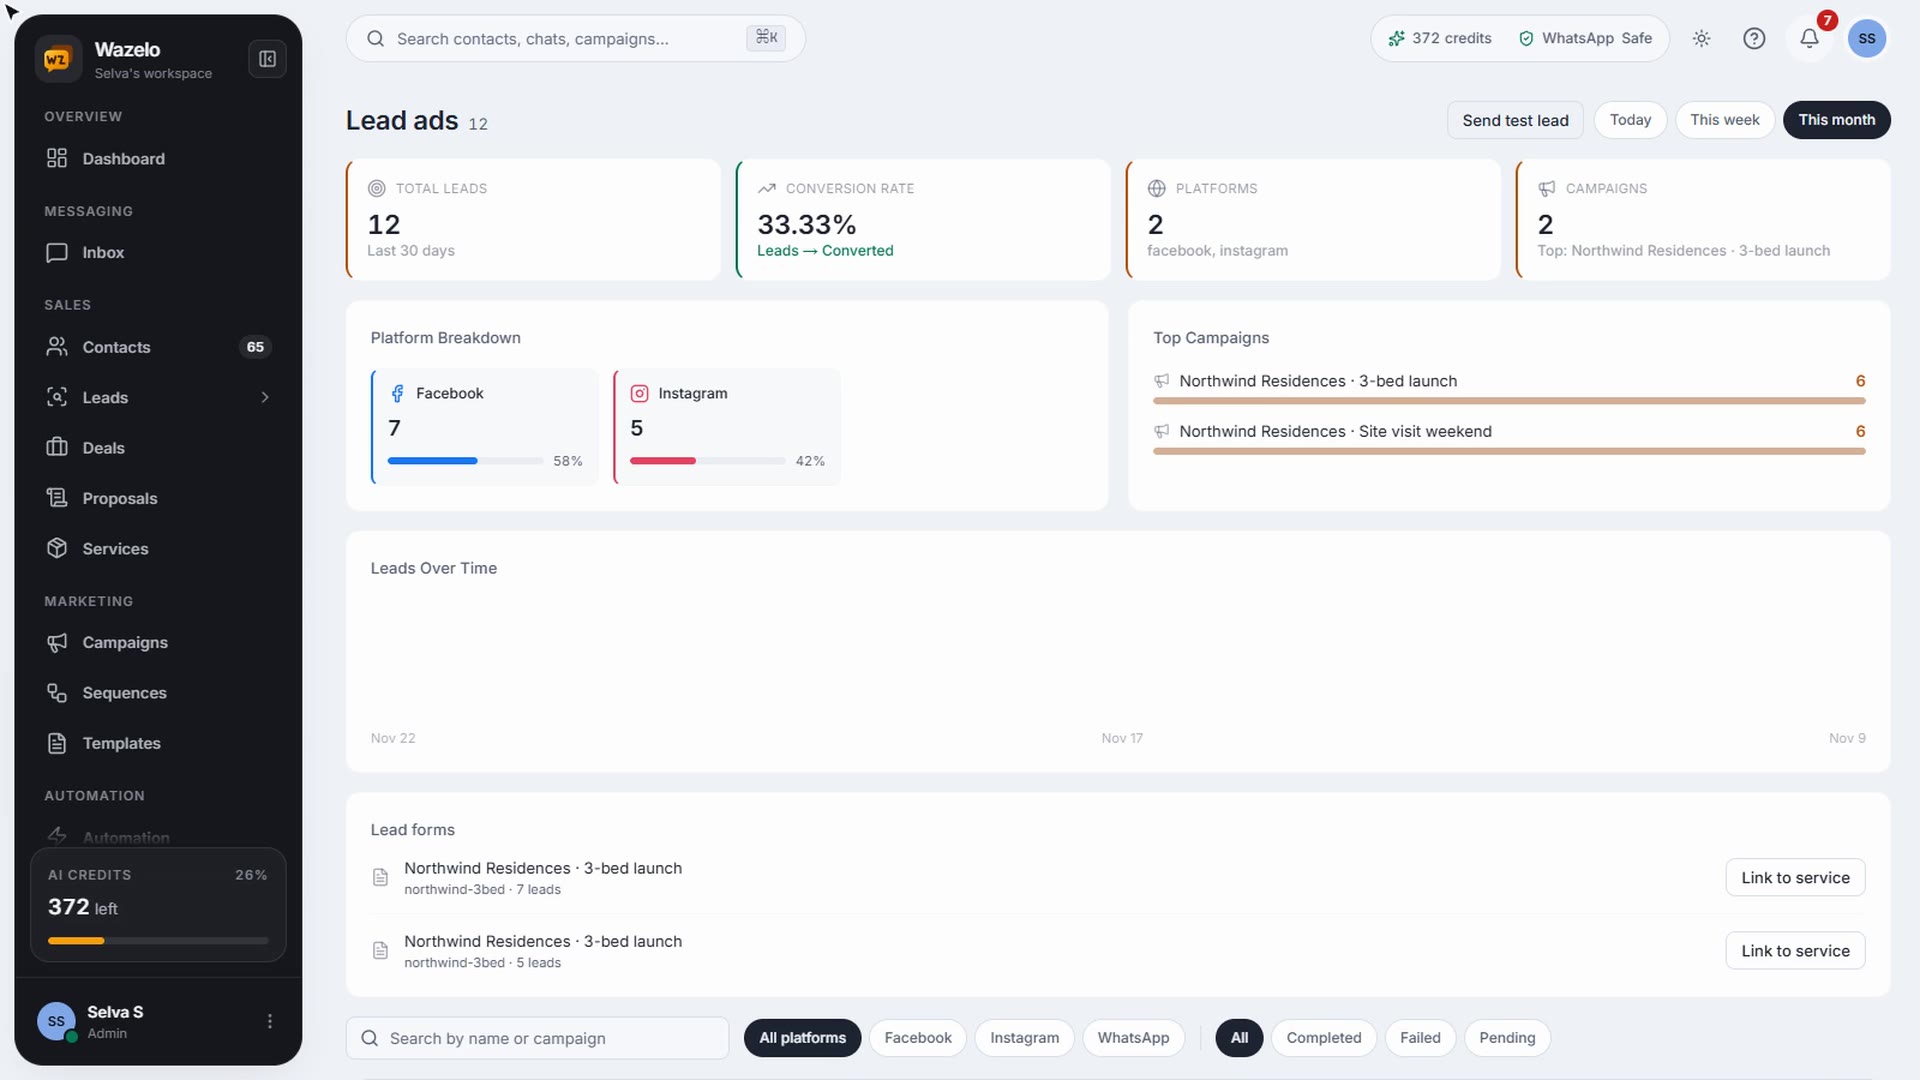 WZ
Wazelo
Selva's workspace
OVERVIEW
Dashboard
MESSAGING
Inbox
SALES
Contacts 65
Leads
Deals
Proposals
Services
MARKETING
Campaigns
Sequences
Templates
AUTOMATION
Automation
AI CREDITS 26%
372 left
SS
Selva S
Admin
Search contacts, chats, campaigns... ⌘K
372 credits WhatsApp Safe 7 SS
Lead ads 12
Send test lead Today This week This month
TOTAL LEADS
12
Last 30 days
CONVERSION RATE
33.33%
Leads → Converted
PLATFORMS
2
facebook, instagram
CAMPAIGNS
2
Top: Northwind Residences · 3-bed launch
Platform Breakdown
Facebook
7
58%
Instagram
5
42%
Top Campaigns
Northwind Residences · 3-bed launch 6
Northwind Residences · Site visit weekend 6
Leads Over Time
Nov 22 Nov 17 Nov 9
Lead forms
Northwind Residences · 3-bed launch
northwind-3bed · 7 leads
Link to service
Northwind Residences · 3-bed launch
northwind-3bed · 5 leads
Link to service
Search by name or campaign All platforms Facebook Instagram WhatsApp All Completed Failed Pending